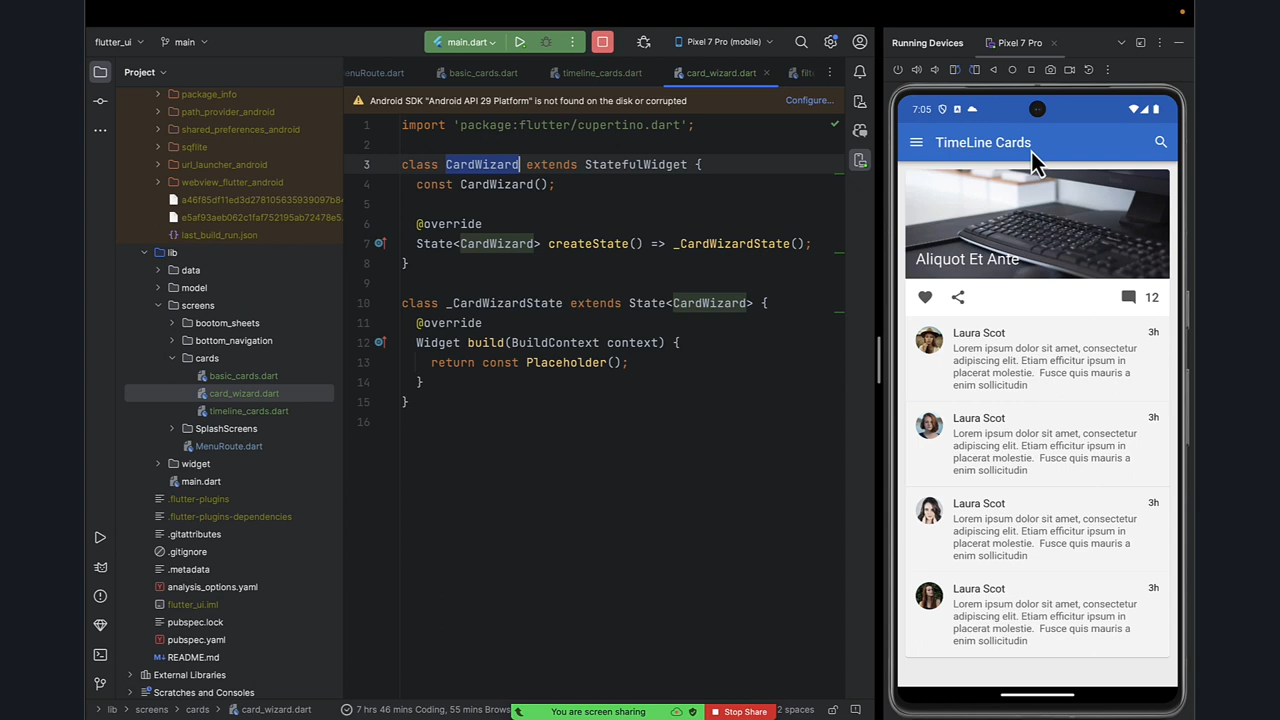 flutter_ui
main
main.dart
Pixel 7 Pro (mobile)
Running Devices
Pixel 7 Pro
Project
enuRoute.dart
basic_cards.dart
timeline_cards.dart
card_wizard.dart
filt
Android SDK "Android API 29 Platform" is not found on the disk or corrupted
Configure...
package_info
path_provider_android
shared_preferences_android
sqflite
url_launcher_android
webview_flutter_android
a46f85df11ed3d278105635939097b84
e5af93aeb062c1faf752195ab72478e5.
last_build_run.json
lib
data
model
screens
bootom_sheets
bottom_navigation
cards
basic_cards.dart
card_wizard.dart
timeline_cards.dart
SplashScreens
MenuRoute.dart
widget
main.dart
.flutter-plugins
.flutter-plugins-dependencies
.gitattributes
.gitignore
.metadata
analysis_options.yaml
flutter_ui.iml
pubspec.lock
pubspec.yaml
README.md
External Libraries
Scratches and Consoles
1 import 'package:flutter/cupertino.dart';
2
3 class CardWizard extends StatefulWidget {
4 const CardWizard();
5
6 @override
7 State<CardWizard> createState() => _CardWizardState();
8 }
9
10 class _CardWizardState extends State<CardWizard> {
11 @override
12 Widget build(BuildContext context) {
13 return const Placeholder();
14 }
15 }
16
7:05
TimeLine Cards
Aliquot Et Ante
12
Laura Scot 3h
Lorem ipsum dolor sit amet, consectetur
adipiscing elit. Etiam efficitur ipsum in
placerat molestie. Fusce quis mauris a
enim sollicitudin
Laura Scot 3h
Lorem ipsum dolor sit amet, consectetur
adipiscing elit. Etiam efficitur ipsum in
placerat molestie. Fusce quis mauris a
enim sollicitudin
Laura Scot 3h
Lorem ipsum dolor sit amet, consectetur
adipiscing elit. Etiam efficitur ipsum in
placerat molestie. Fusce quis mauris a
enim sollicitudin
Laura Scot 3h
Lorem ipsum dolor sit amet, consectetur
adipiscing elit. Etiam efficitur ipsum in
placerat molestie. Fusce quis mauris a
enim sollicitudin
lib > screens > cards > card_wizard.dart
7 hrs 46 mins Coding, 55 mins Brows
You are screen sharing
Stop Share
2 spaces